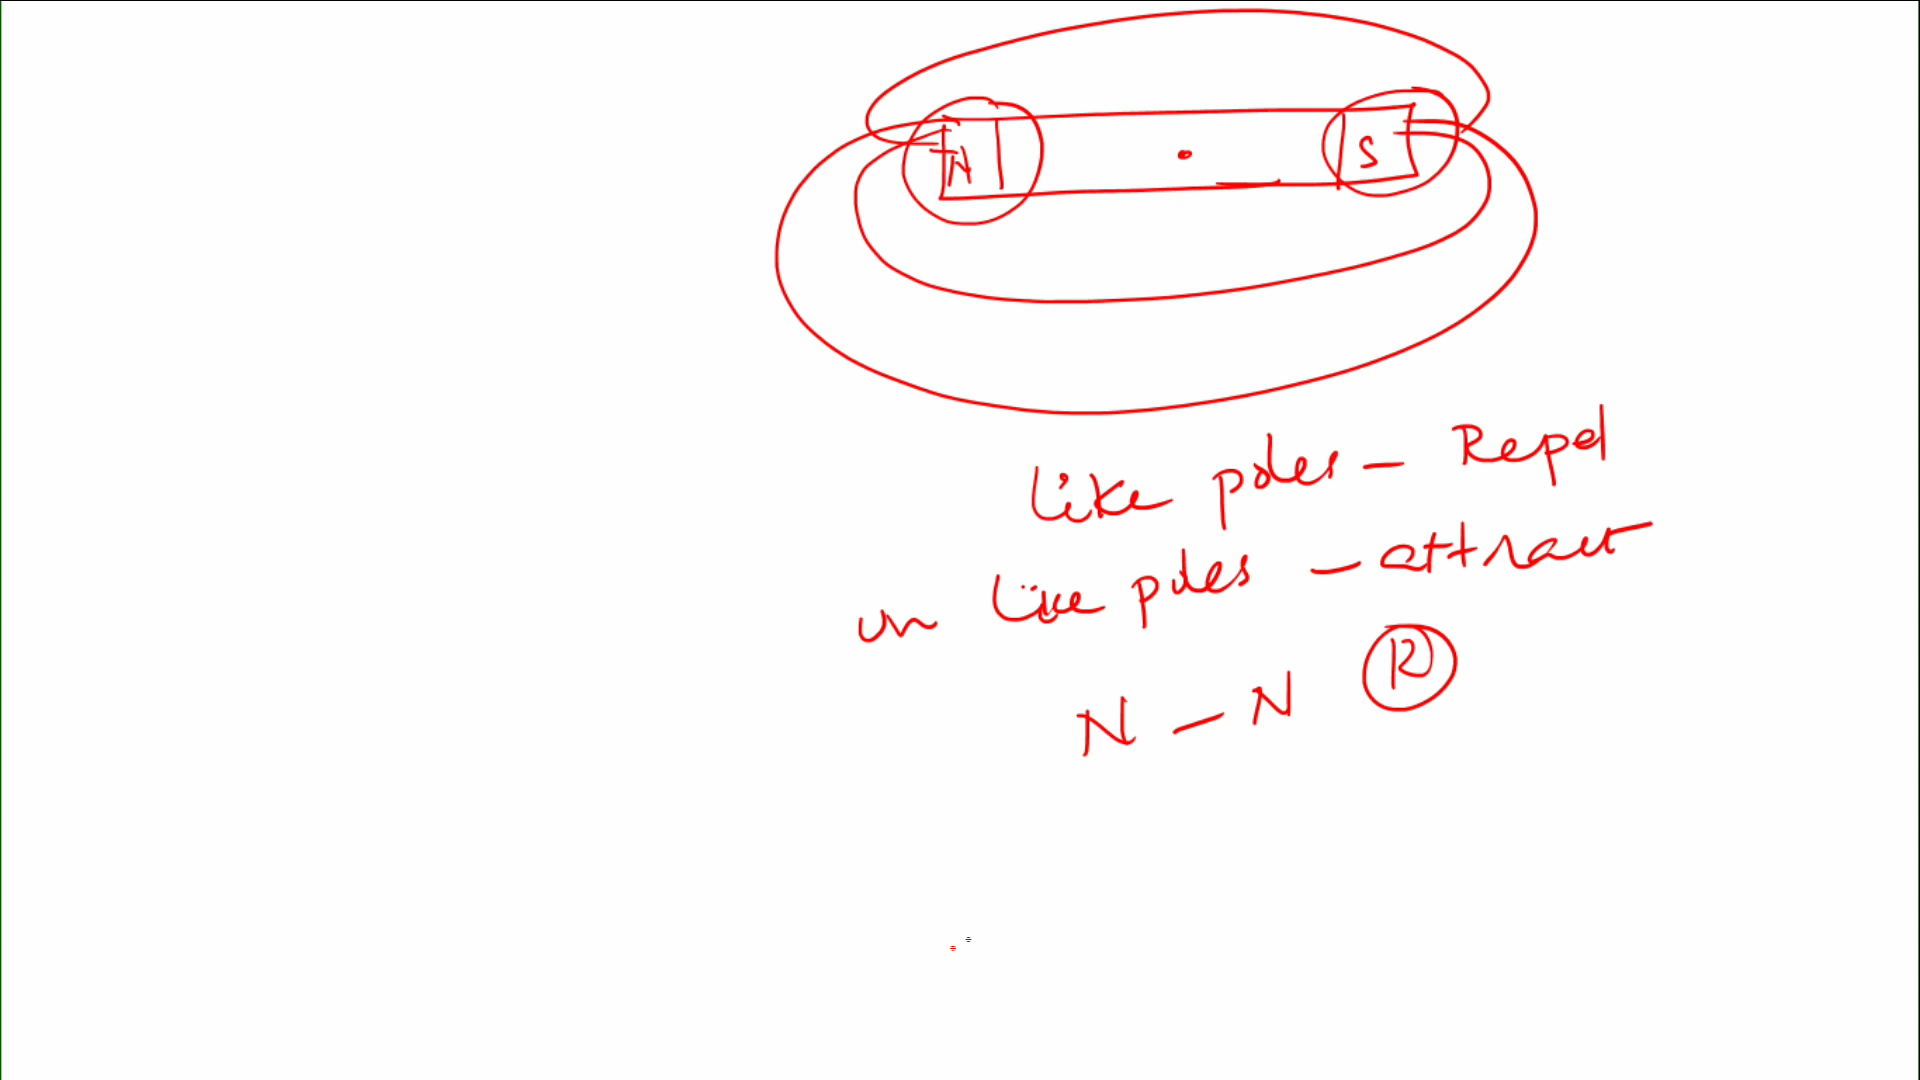 N S
like poles - Repel
un like poles - attract
N - N R